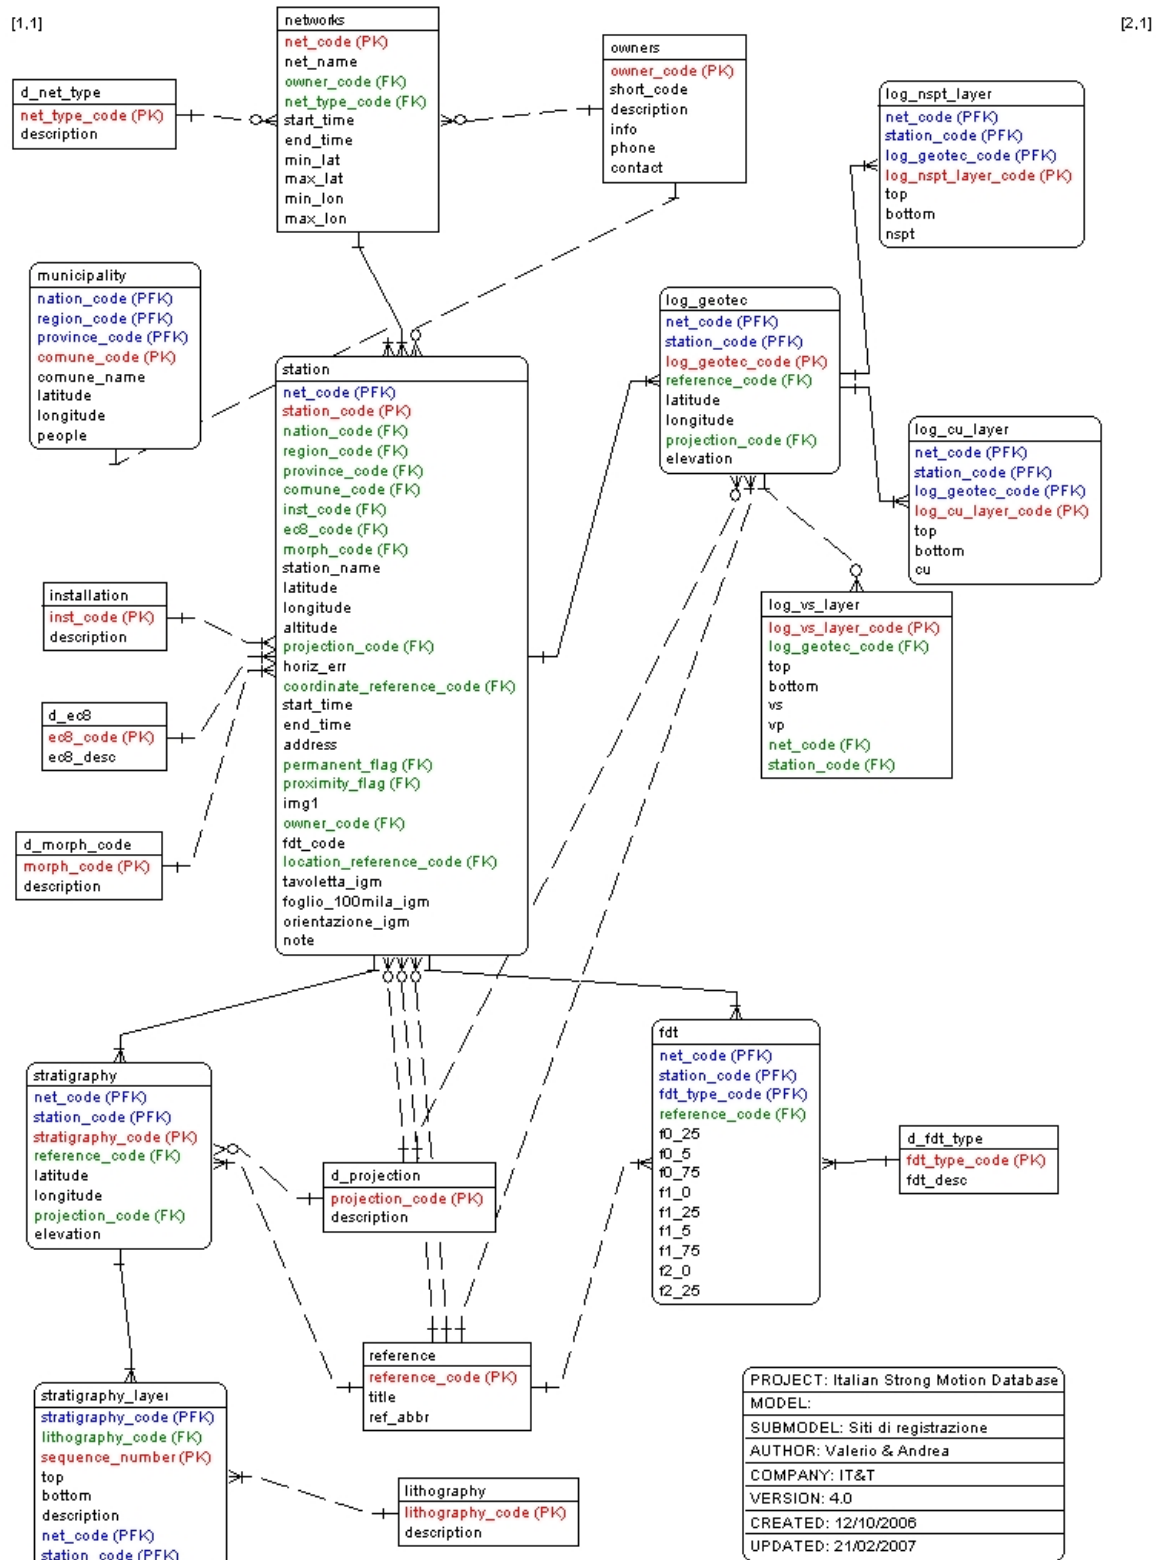 [1,1]
[2,1]
networks
net_code (PK)
net_name
owner_code (FK)
net_type_code (FK)
start_time
end_time
min_lat
max_lat
min_lon
max_lon
owners
owner_code (PK)
short_code
description
info
phone
contact
d_net_type
net_type_code (PK)
description
log_nspt_layer
net_code (PFK)
station_code (PFK)
log_geotec_code (PFK)
log_nspt_layer_code (PK)
top
bottom
nspt
municipality
nation_code (PFK)
region_code (PFK)
province_code (PFK)
comune_code (PK)
comune_name
latitude
longitude
people
log_geotec
net_code (PFK)
station_code (PFK)
log_geotec_code (PK)
reference_code (FK)
latitude
longitude
projection_code (FK)
elevation
station
net_code (PFK)
station_code (PK)
nation_code (FK)
region_code (FK)
province_code (FK)
comune_code (FK)
inst_code (FK)
ec8_code (FK)
morph_code (FK)
station_name
latitude
longitude
altitude
projection_code (FK)
horiz_err
coordinate_reference_code (FK)
start_time
end_time
address
permanent_flag (FK)
proximity_flag (FK)
img1
owner_code (FK)
fdt_code
location_reference_code (FK)
tavoletta_igm
foglio_100mila_igm
orientazione_igm
note
log_cu_layer
net_code (PFK)
station_code (PFK)
log_geotec_code (PFK)
log_cu_layer_code (PK)
top
bottom
cu
installation
inst_code (PK)
description
log_vs_layer
log_vs_layer_code (PK)
log_geotec_code (FK)
top
bottom
vs
vp
net_code (FK)
station_code (FK)
d_ec8
ec8_code (PK)
ec8_desc
d_morph_code
morph_code (PK)
description
stratigraphy
net_code (PFK)
station_code (PFK)
stratigraphy_code (PK)
reference_code (FK)
latitude
longitude
projection_code (FK)
elevation
fdt
net_code (PFK)
station_code (PFK)
fdt_type_code (PFK)
reference_code (FK)
f0_25
f0_5
f0_75
f1_0
f1_25
f1_5
f1_75
f2_0
f2_25
d_fdt_type
fdt_type_code (PK)
fdt_desc
d_projection
projection_code (PK)
description
reference
reference_code (PK)
title
ref_abbr
stratigraphy_layer
stratigraphy_code (PFK)
lithography_code (FK)
sequence_number (PK)
top
bottom
description
net_code (PFK)
station_code (PFK)
lithography
lithography_code (PK)
description
PROJECT: Italian Strong Motion Database
MODEL:
SUBMODEL: Siti di registrazione
AUTHOR: Valerio & Andrea
COMPANY: IT&T
VERSION: 4.0
CREATED: 12/10/2006
UPDATED: 21/02/2007